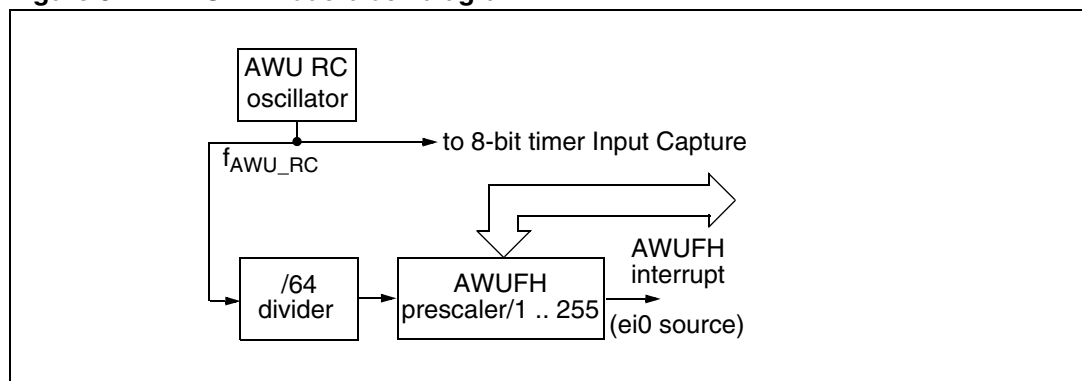 AWU RC
oscillator
to 8-bit timer Input Capture
fAWU_RC
AWUFH
interrupt
/64
divider
AWUFH
prescaler/1 .. 255
(ei0 source)